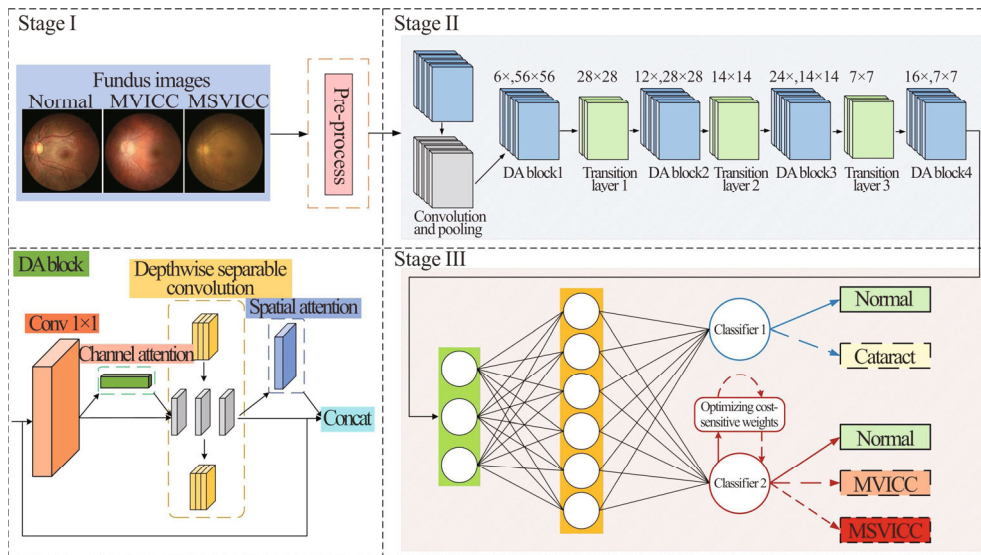 Stage I
Fundus images
Normal MVICC MSVICC
Pre-process
Stage II
6×,56×56 28×28 12×,28×28 14×14 24×,14×14 7×7 16×,7×7
DA block1 Transition layer 1 DA block2 Transition layer 2 DA block3 Transition layer 3 DA block4
Convolution
and pooling
DA block
Depthwise separable
convolution
Spatial attention
Conv 1×1
Channel attention
Concat
Stage III
Classifier 1
Normal
Cataract
Optimizing cost-
sensitive weights
Classifier 2
Normal
MVICC
MSVICC